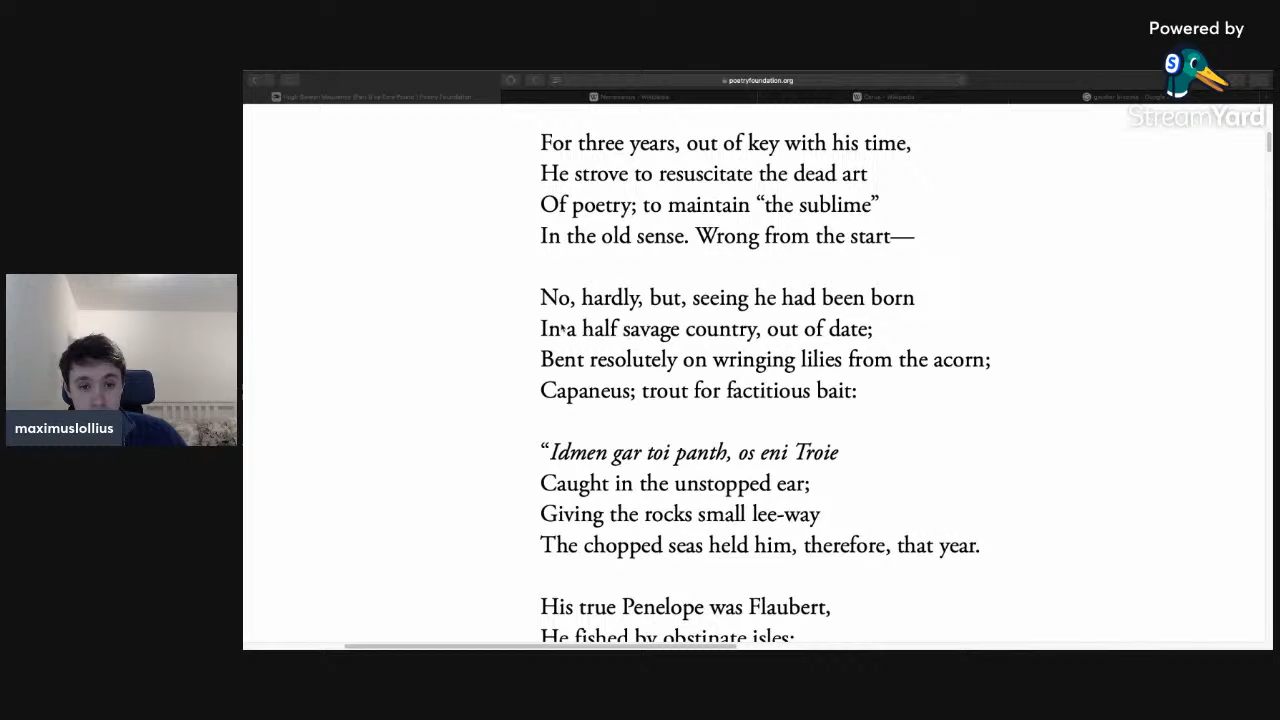 Powered by
S
StreamYard
poetryfoundation.org
For three years, out of key with his time,
He strove to resuscitate the dead art
Of poetry; to maintain “the sublime”
In the old sense. Wrong from the start—
No, hardly, but, seeing he had been born
In a half savage country, out of date;
Bent resolutely on wringing lilies from the acorn;
Capaneus; trout for factitious bait:
“Idmen gar toi panth, os eni Troie
Caught in the unstopped ear;
Giving the rocks small lee-way
The chopped seas held him, therefore, that year.
His true Penelope was Flaubert,
He fished by obstinate isles;
maximuslollius